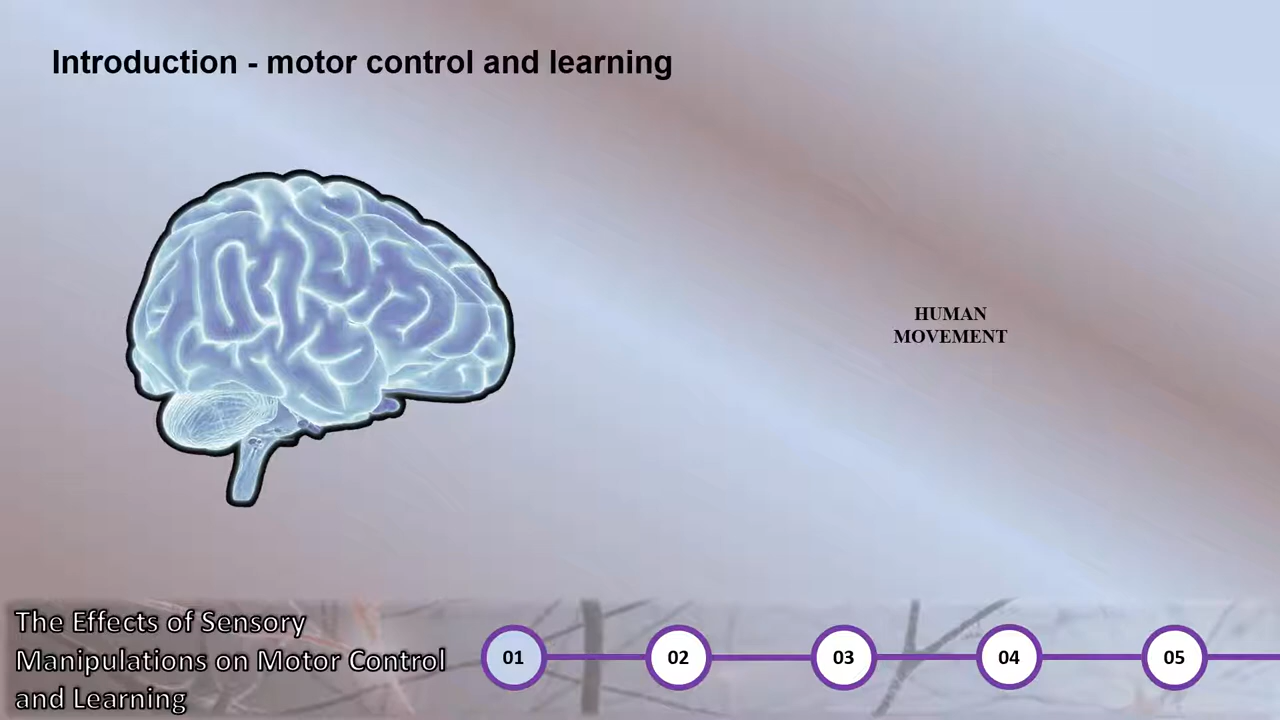 Introduction - motor control and learning
HUMAN
MOVEMENT
The Effects of Sensory
Manipulations on Motor Control
and Learning
01
02
03
04
05